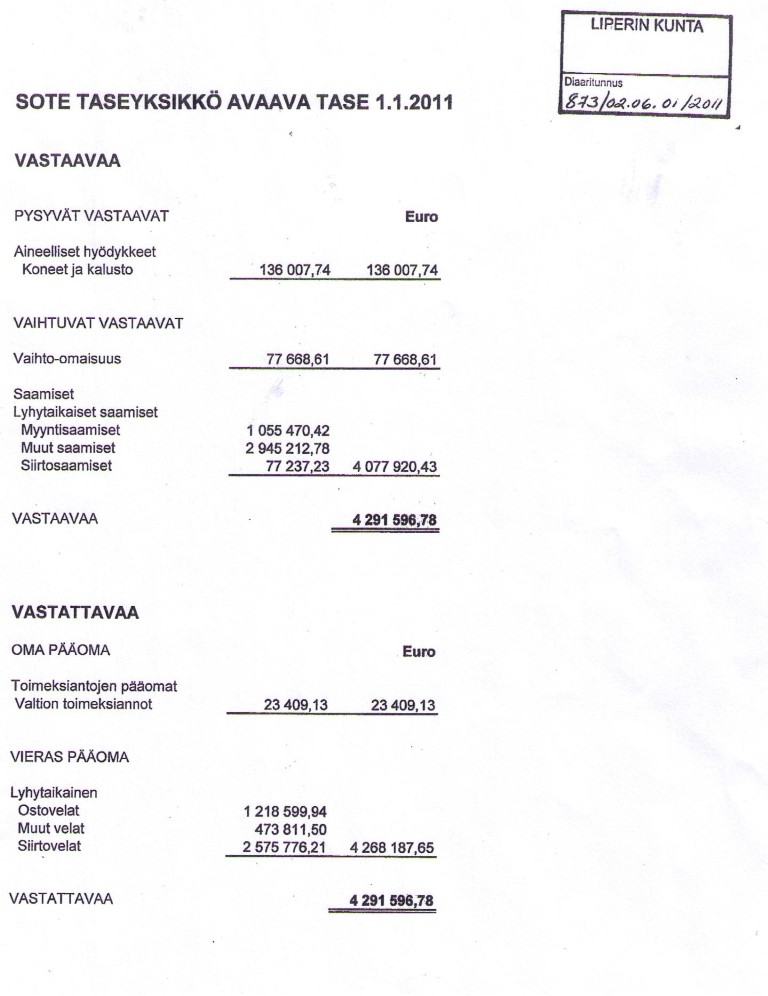 LIPERIN KUNTA
Diaaritunnus
873/02.06.01/2011
SOTE TASEYKSIKKÖ AVAAVA TASE 1.1.2011
VASTAAVAA
PYSYVÄT VASTAAVAT Euro
Aineelliset hyödykkeet
Koneet ja kalusto 136 007,74 136 007,74
VAIHTUVAT VASTAAVAT
Vaihto-omaisuus 77 668,61 77 668,61
Saamiset
Lyhytaikaiset saamiset
Myyntisaamiset 1 055 470,42
Muut saamiset 2 945 212,78
Siirtosaamiset 77 237,23 4 077 920,43
VASTAAVAA 4 291 596,78
VASTATTAVAA
OMA PÄÄOMA Euro
Toimeksiantojen pääomat
Valtion toimeksiannot 23 409,13 23 409,13
VIERAS PÄÄOMA
Lyhytaikainen
Ostovelat 1 218 599,94
Muut velat 473 811,50
Siirtovelat 2 575 776,21 4 268 187,65
VASTATTAVAA 4 291 596,78